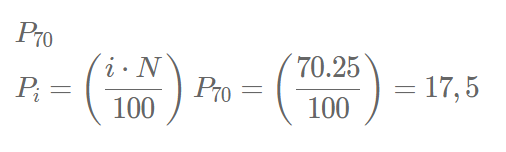 P₇₀
Pᵢ = (i · N / 100) P₇₀ = (70.25 / 100) = 17,5